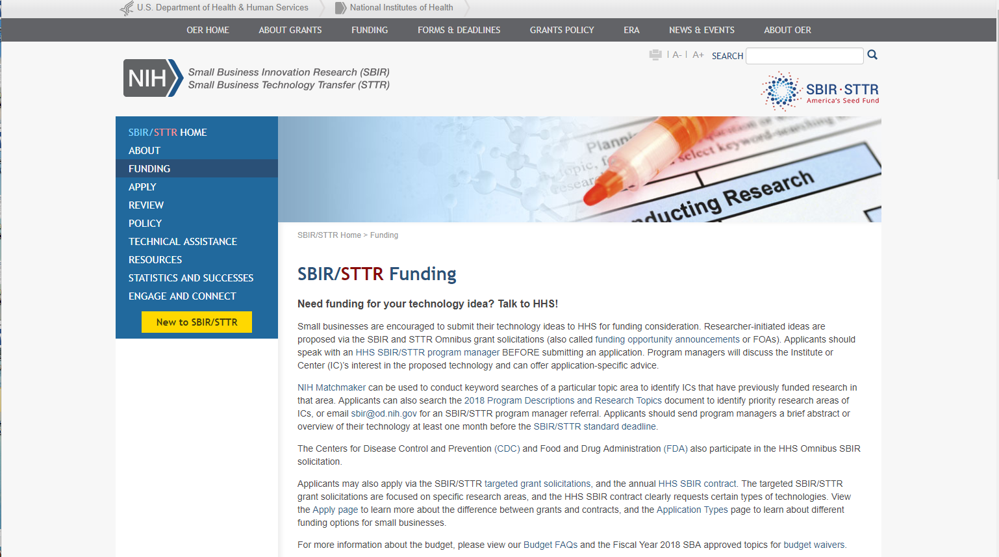 U.S. Department of Health & Human Services
National Institutes of Health
OER HOME
ABOUT GRANTS
FUNDING
FORMS & DEADLINES
GRANTS POLICY
ERA
NEWS & EVENTS
ABOUT OER
| A- | A+ SEARCH
NIH
Small Business Innovation Research (SBIR)
Small Business Technology Transfer (STTR)
SBIR·STTR
America's Seed Fund
SBIR/STTR HOME
ABOUT
FUNDING
APPLY
REVIEW
POLICY
TECHNICAL ASSISTANCE
RESOURCES
STATISTICS AND SUCCESSES
ENGAGE AND CONNECT
New to SBIR/STTR
select keyword-searching
topic, fo
research
nducting Research
SBIR/STTR Home > Funding
SBIR/STTR Funding
Need funding for your technology idea? Talk to HHS!
Small businesses are encouraged to submit their technology ideas to HHS for funding consideration. Researcher-initiated ideas are
proposed via the SBIR and STTR Omnibus grant solicitations (also called funding opportunity announcements or FOAs). Applicants should
speak with an HHS SBIR/STTR program manager BEFORE submitting an application. Program managers will discuss the Institute or
Center (IC)'s interest in the proposed technology and can offer application-specific advice.
NIH Matchmaker can be used to conduct keyword searches of a particular topic area to identify ICs that have previously funded research in
that area. Applicants can also search the 2018 Program Descriptions and Research Topics document to identify priority research areas of
ICs, or email sbir@od.nih.gov for an SBIR/STTR program manager referral. Applicants should send program managers a brief abstract or
overview of their technology at least one month before the SBIR/STTR standard deadline.
The Centers for Disease Control and Prevention (CDC) and Food and Drug Administration (FDA) also participate in the HHS Omnibus SBIR
solicitation.
Applicants may also apply via the SBIR/STTR targeted grant solicitations, and the annual HHS SBIR contract. The targeted SBIR/STTR
grant solicitations are focused on specific research areas, and the HHS SBIR contract clearly requests certain types of technologies. View
the Apply page to learn more about the difference between grants and contracts, and the Application Types page to learn about different
funding options for small businesses.
For more information about the budget, please view our Budget FAQs and the Fiscal Year 2018 SBA approved topics for budget waivers.